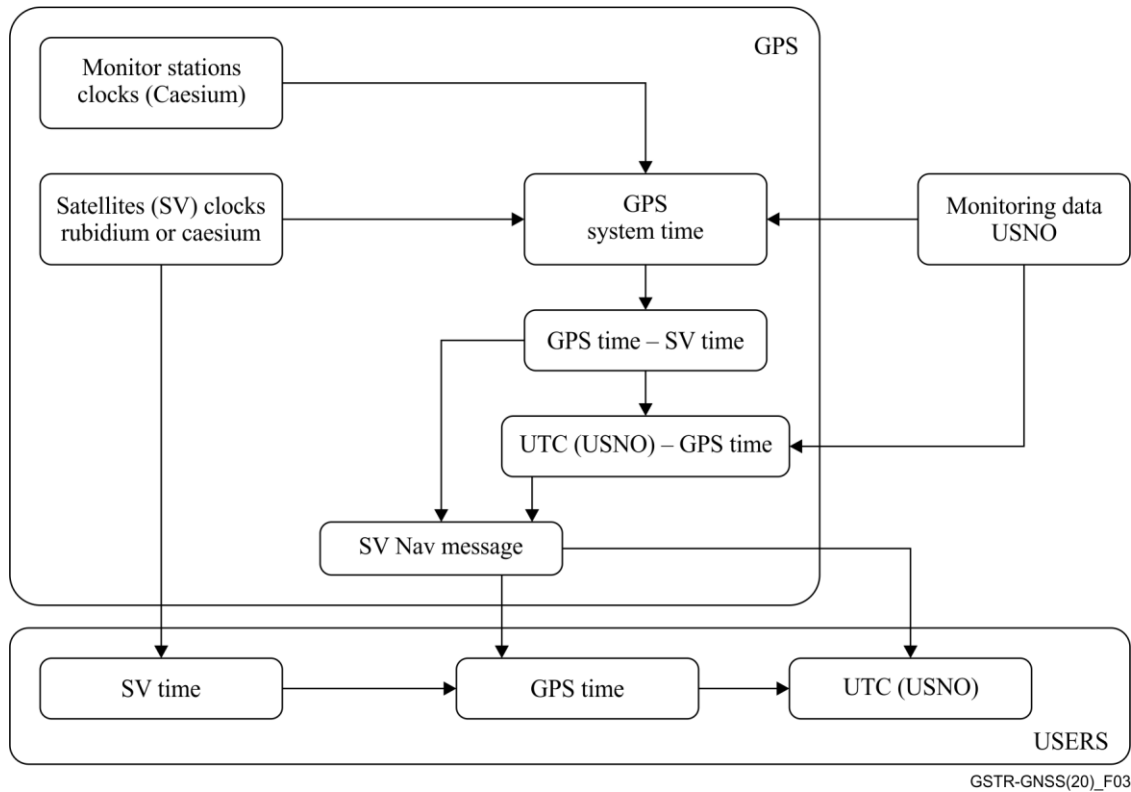 GPS
Monitor stations
clocks (Caesium)
Satellites (SV) clocks
rubidium or caesium
GPS
system time
Monitoring data
USNO
GPS time – SV time
UTC (USNO) – GPS time
SV Nav message
SV time
GPS time
UTC (USNO)
USERS
GSTR-GNSS(20)_F03